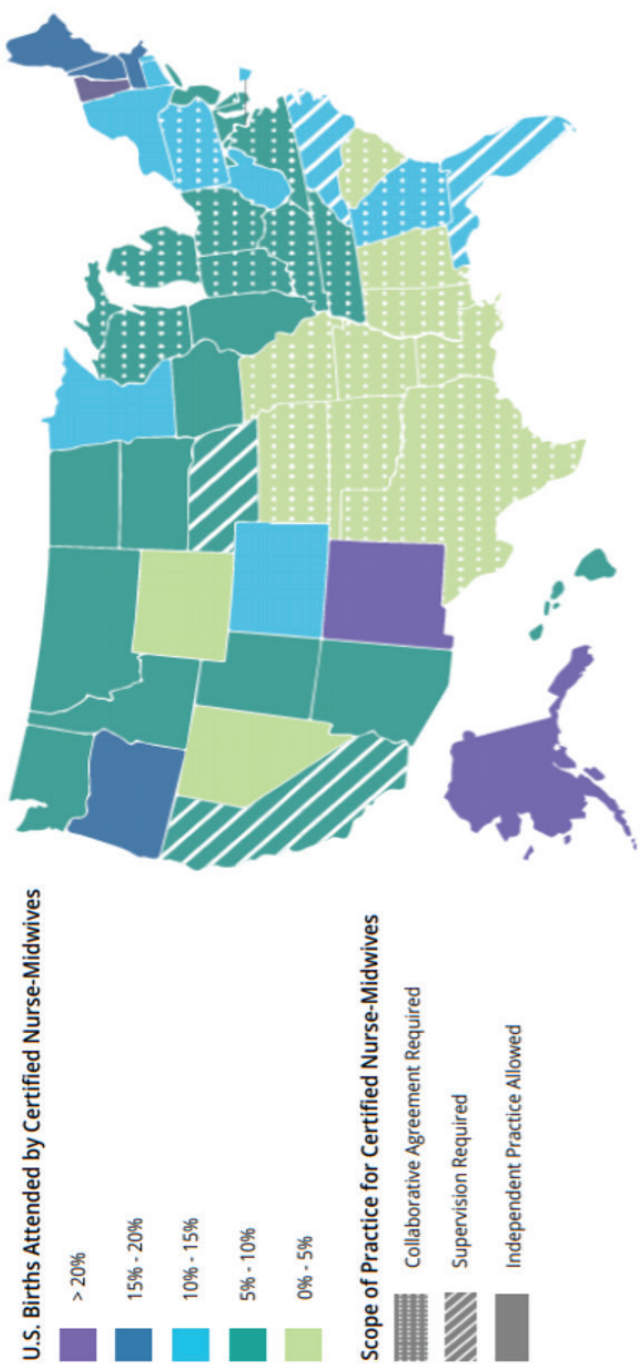 U.S. Births Attended by Certified Nurse-Midwives
> 20%
15% - 20%
10% - 15%
5% - 10%
0% - 5%
Scope of Practice for Certified Nurse-Midwives
Collaborative Agreement Required
Supervision Required
Independent Practice Allowed